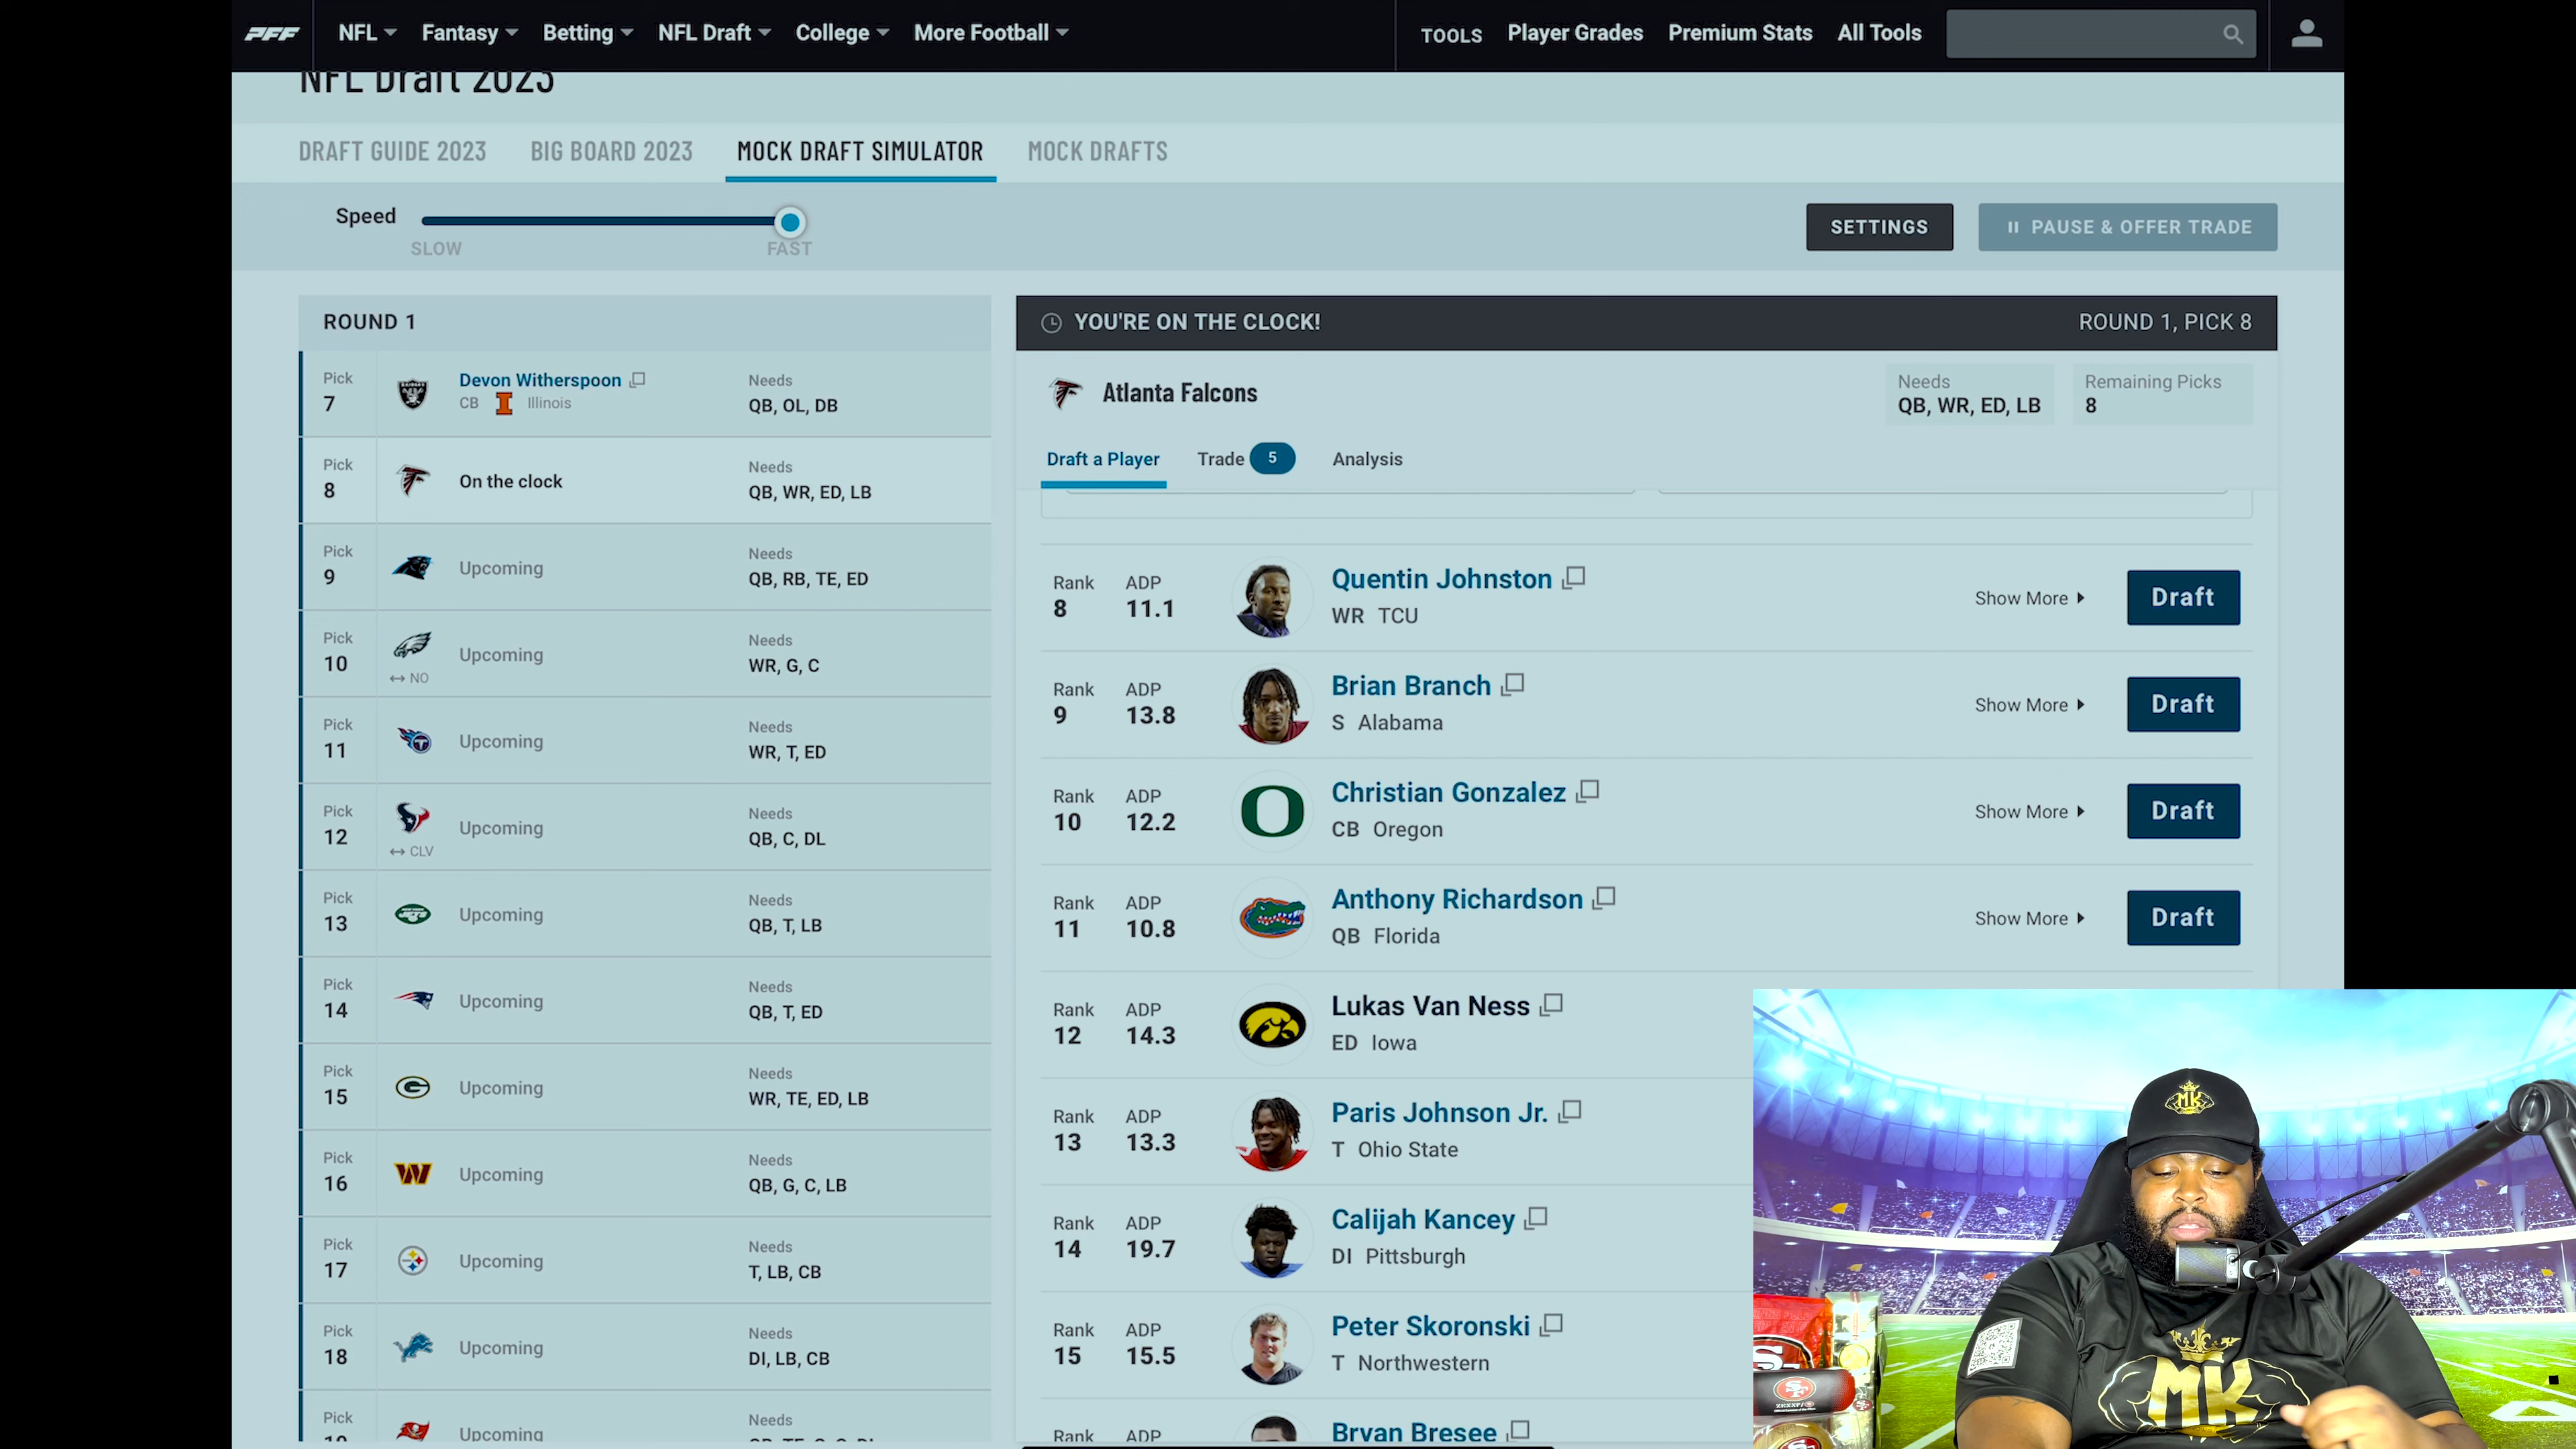 PFF
NFL Fantasy Betting NFL Draft College More Football
TOOLS Player Grades Premium Stats All Tools
NFL Draft 2023
DRAFT GUIDE 2023 BIG BOARD 2023 MOCK DRAFT SIMULATOR MOCK DRAFTS
Speed
SLOW FAST
SETTINGS PAUSE & OFFER TRADE
ROUND 1
Pick 7 Devon Witherspoon Needs
CB I Illinois QB, OL, DB
Pick 8 On the clock Needs
QB, WR, ED, LB
Pick 9 Upcoming Needs
QB, RB, TE, ED
Pick 10 Upcoming Needs
NO WR, G, C
Pick 11 Upcoming Needs
WR, T, ED
Pick 12 Upcoming Needs
CLV QB, C, DL
Pick 13 Upcoming Needs
QB, T, LB
Pick 14 Upcoming Needs
QB, T, ED
Pick 15 Upcoming Needs
WR, TE, ED, LB
Pick 16 Upcoming Needs
QB, G, C, LB
Pick 17 Upcoming Needs
T, LB, CB
Pick 18 Upcoming Needs
DI, LB, CB
Pick Upcoming Needs
YOU'RE ON THE CLOCK! ROUND 1, PICK 8
Atlanta Falcons
Needs
QB, WR, ED, LB
Remaining Picks
8
Draft a Player Trade 5 Analysis
Rank 8 ADP 11.1 Quentin Johnston Show More Draft
WR TCU
Rank 9 ADP 13.8 Brian Branch Show More Draft
S Alabama
Rank 10 ADP 12.2 Christian Gonzalez Show More Draft
CB Oregon
Rank 11 ADP 10.8 Anthony Richardson Show More Draft
QB Florida
Rank 12 ADP 14.3 Lukas Van Ness
ED Iowa
Rank 13 ADP 13.3 Paris Johnson Jr.
T Ohio State
Rank 14 ADP 19.7 Calijah Kancey
DI Pittsburgh
Rank 15 ADP 15.5 Peter Skoronski
T Northwestern
Rank ADP Bryan Bresee
MK
MK
SF